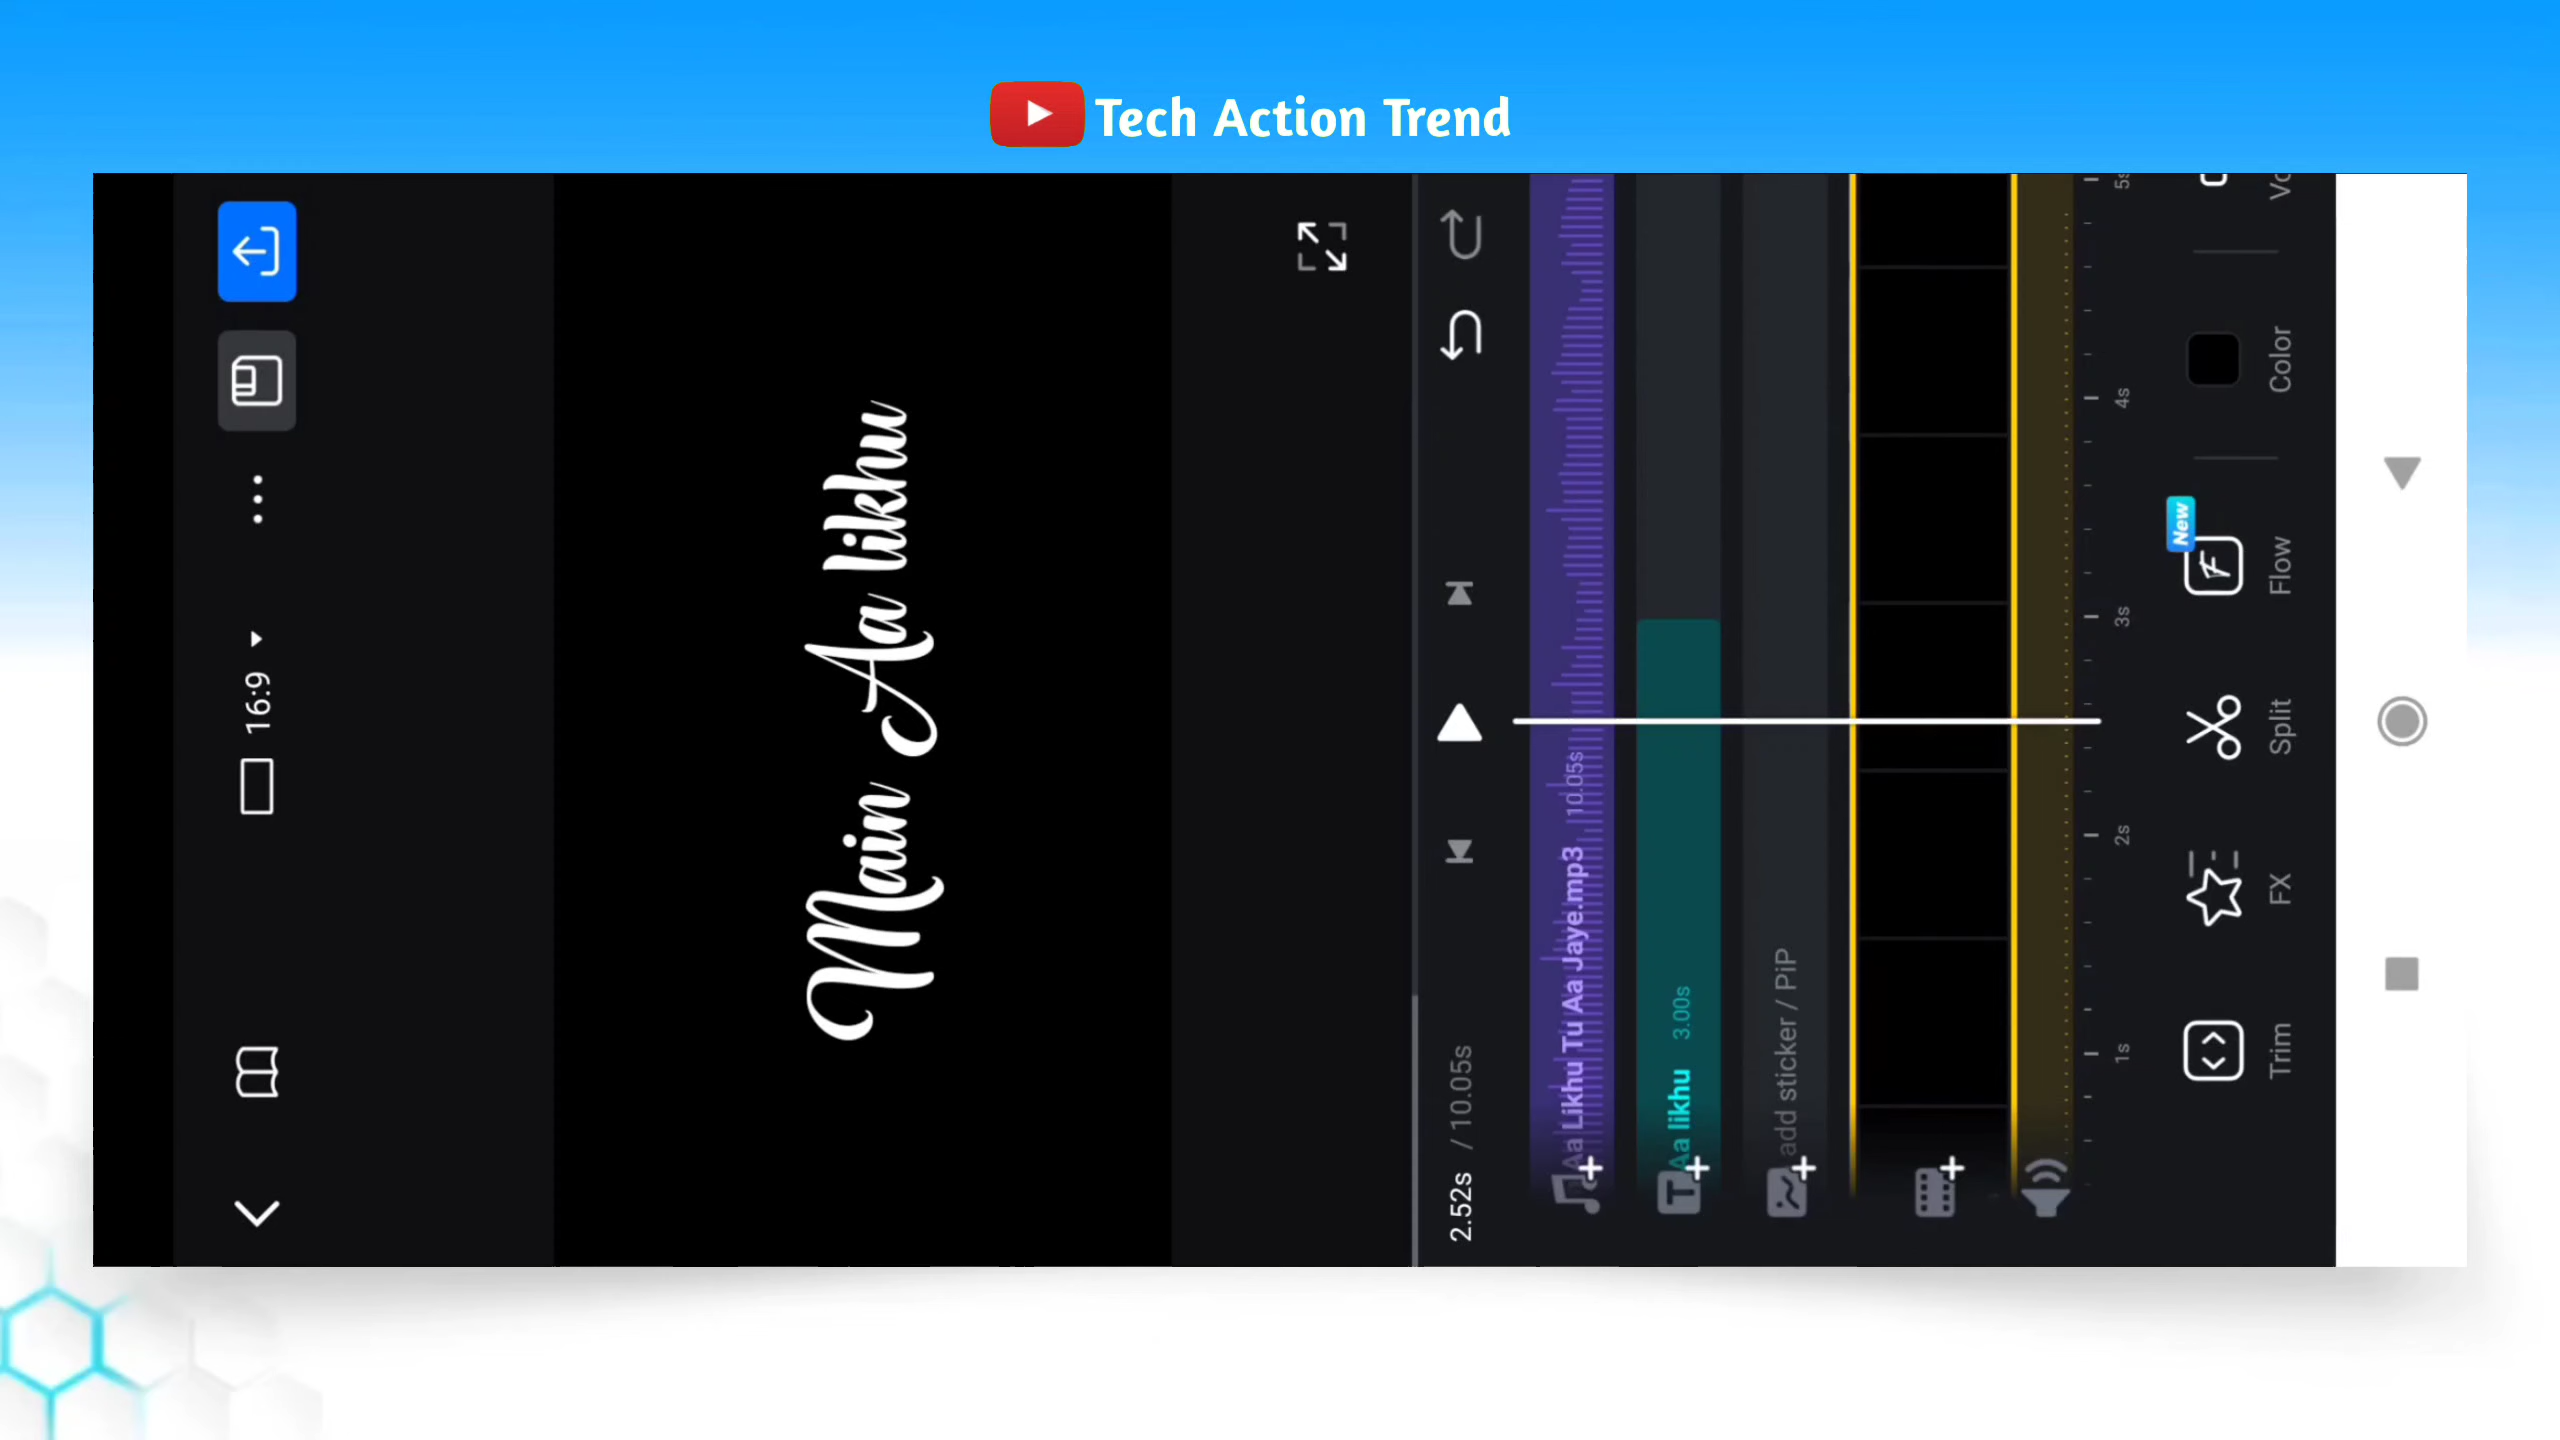 Tech Action Trend
16:9
Main Aa likhu
2.52s / 10.05s
Aa Likhu Tu Aa Jaye.mp3 10.05s
Aa likhu 3.00s
add sticker / PiP
1s 2s 3s 4s 5s
New
Trim FX Split Flow Color